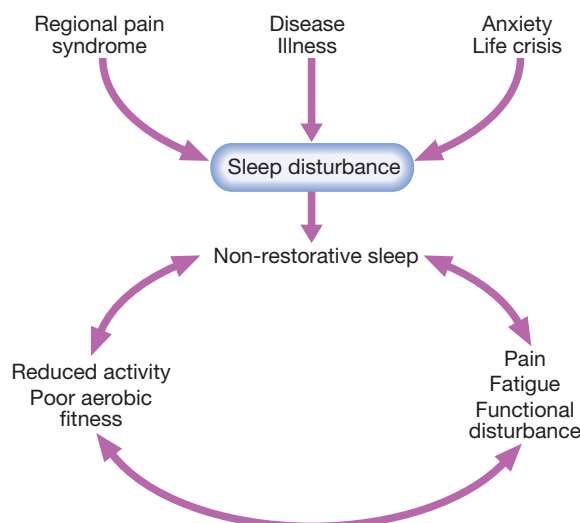 Regional pain
syndrome
Disease
Illness
Anxiety
Life crisis
Sleep disturbance
Non-restorative sleep
Reduced activity
Poor aerobic
fitness
Pain
Fatigue
Functional
disturbance